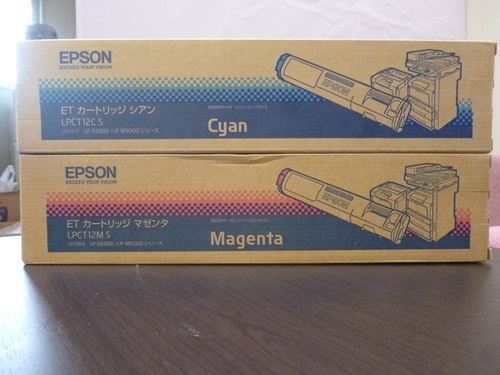 EPSON
EXCEED YOUR VISION
ET カートリッジ シアン
LPCT12C S
LP-S5000 /LP-M5000 シリーズ
Cyan
EPSON
EXCEED YOUR VISION
ET カートリッジ マゼンタ
LPCT12M S
LP-S5000 /LP-M5000 シリーズ
Magenta